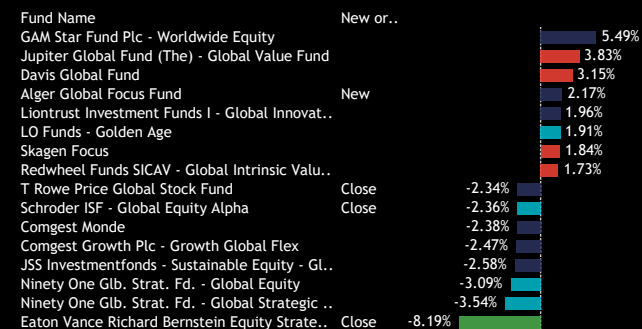 Fund Name New or..
GAM Star Fund Plc - Worldwide Equity 5.49%
Jupiter Global Fund (The) - Global Value Fund 3.83%
Davis Global Fund 3.15%
Alger Global Focus Fund New 2.17%
Liontrust Investment Funds I - Global Innovat.. 1.96%
LO Funds - Golden Age 1.91%
Skagen Focus 1.84%
Redwheel Funds SICAV - Global Intrinsic Valu.. 1.73%
T Rowe Price Global Stock Fund Close -2.34%
Schroder ISF - Global Equity Alpha Close -2.36%
Comgest Monde -2.38%
Comgest Growth Plc - Growth Global Flex -2.47%
JSS Investmentfonds - Sustainable Equity - Gl.. -2.58%
Ninety One Glb. Strat. Fd. - Global Equity -3.09%
Ninety One Glb. Strat. Fd. - Global Strategic .. -3.54%
Eaton Vance Richard Bernstein Equity Strate.. Close -8.19%